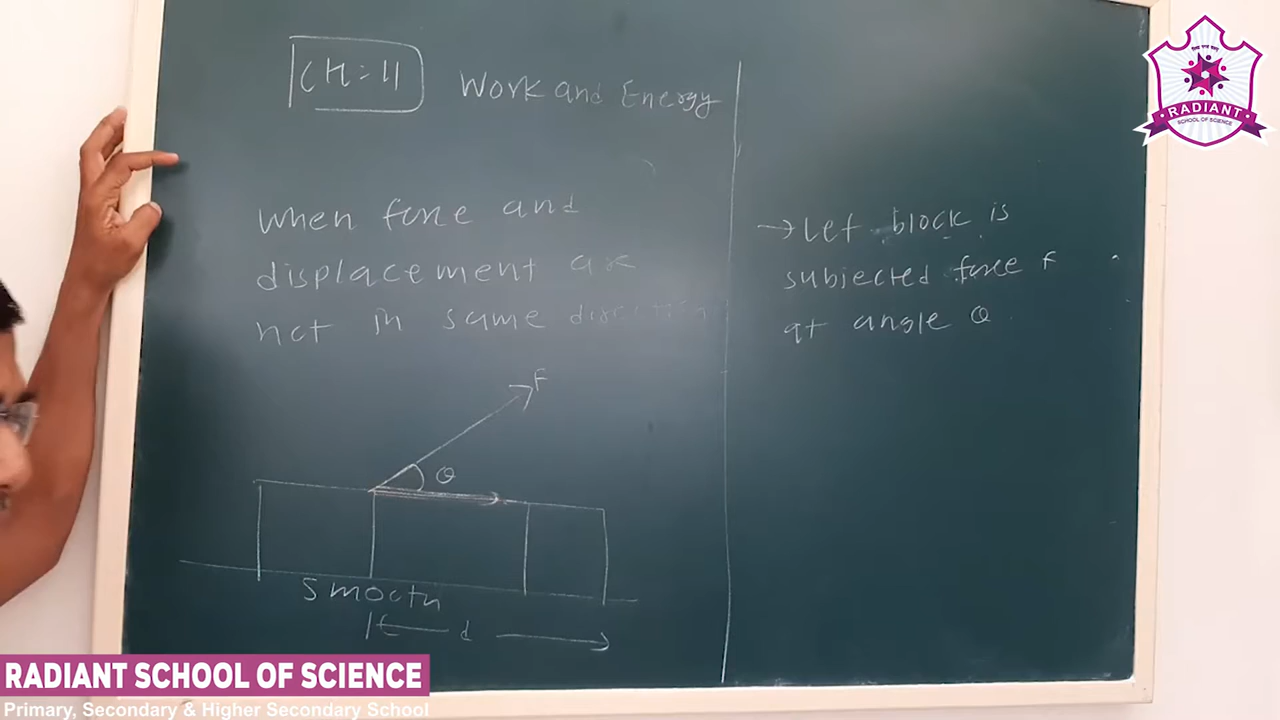 CH = 11
Work and Energy
when force and
displacement are
not in same direction
F
θ
Smooth
d
→ Let block is
subjected force F
at angle θ
RADIANT
SCHOOL OF SCIENCE
RADIANT SCHOOL OF SCIENCE
Primary, Secondary & Higher Secondary School